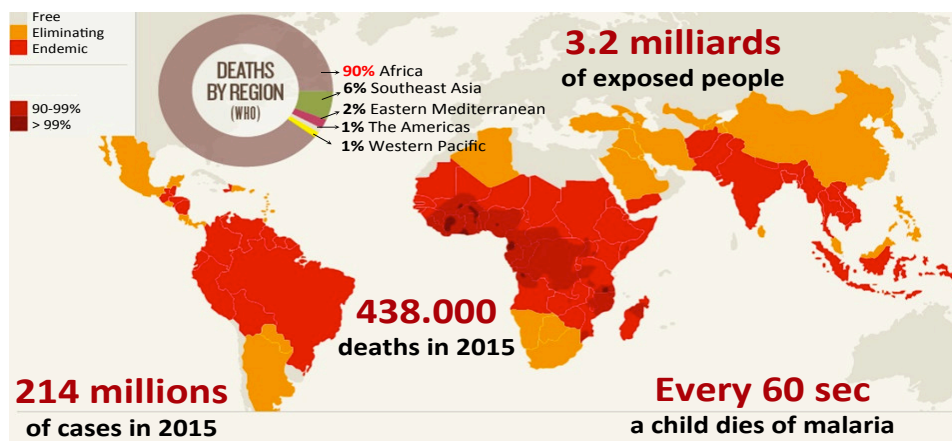 Free
Eliminating
Endemic
90-99%
> 99%
DEATHS
BY REGION
(WHO)
90% Africa
6% Southeast Asia
2% Eastern Mediterranean
1% The Americas
1% Western Pacific
3.2 milliards
of exposed people
438.000
deaths in 2015
214 millions
of cases in 2015
Every 60 sec
a child dies of malaria